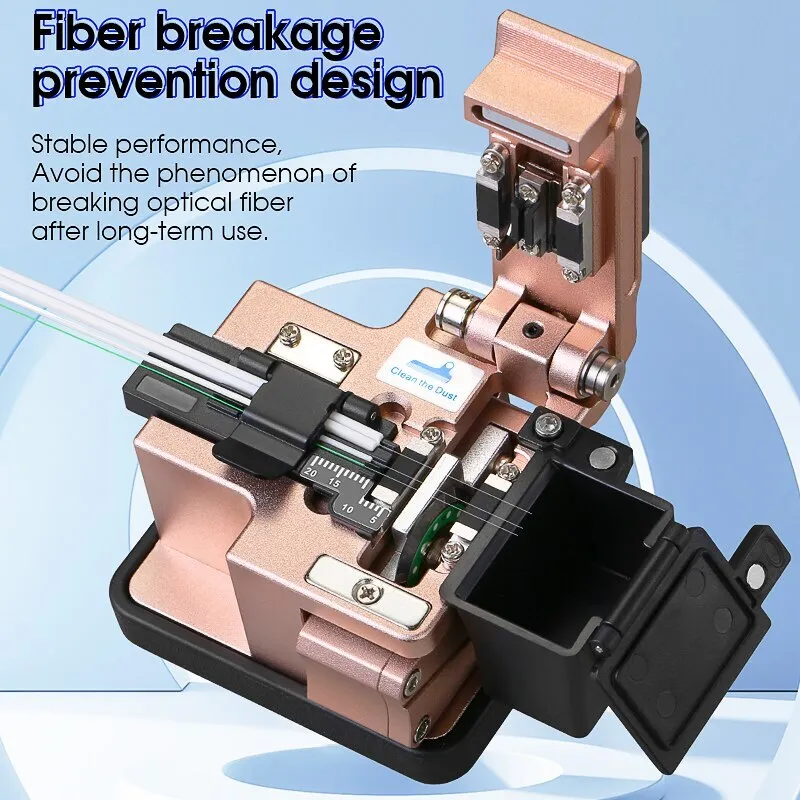 Fiber breakage
prevention design
Stable performance,
Avoid the phenomenon of
breaking optical fiber
after long-term use.
Clean the Dust
20 15
10 5